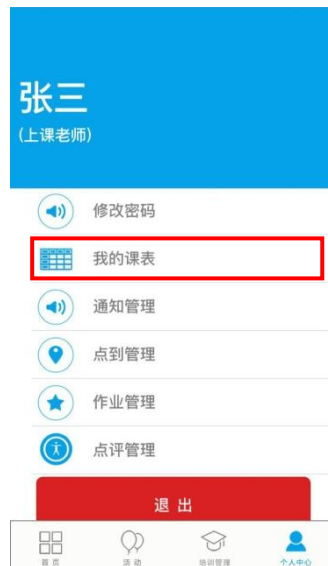 张三
(上课老师)
修改密码
我的课表
通知管理
点到管理
作业管理
点评管理
退 出
首页 活动 培训管理 个人中心